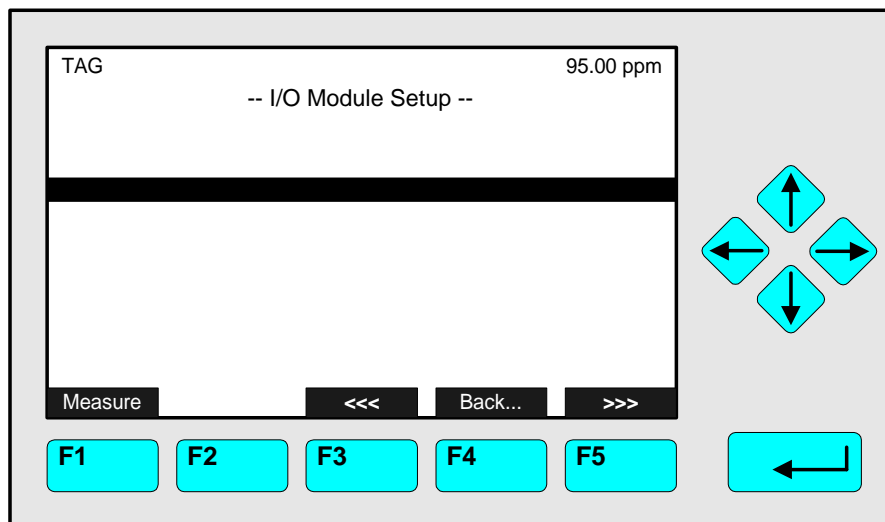 TAG 95.00 ppm
-- I/O Module Setup --
Measure <<< Back... >>>
F1 F2 F3 F4 F5